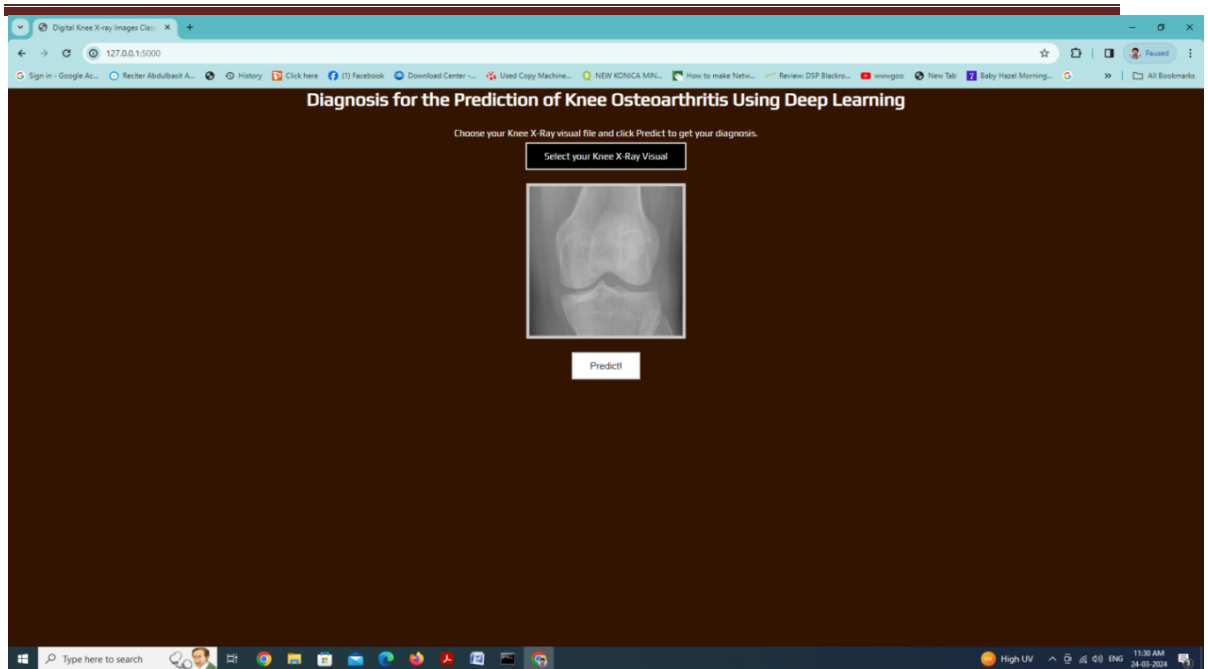 Digital Knee X-ray Images Clas
127.0.0.1:5000
Paused
Sign in - Google Ac...
Reciter Abdulbasit A...
History
Click here
(1) Facebook
Download Center -...
Used Copy Machine...
NEW KONICA MIN...
How to make Netw...
Review: DSP Blackro...
wwwgoo
New Tab
7
Baby Hazel Morning...
All Bookmarks
Diagnosis for the Prediction of Knee Osteoarthritis Using Deep Learning
Choose your Knee X-Ray visual file and click Predict to get your diagnosis.
Select your Knee X-Ray Visual
Predict!
Type here to search
High UV
ENG
11:30 AM
24-03-2024